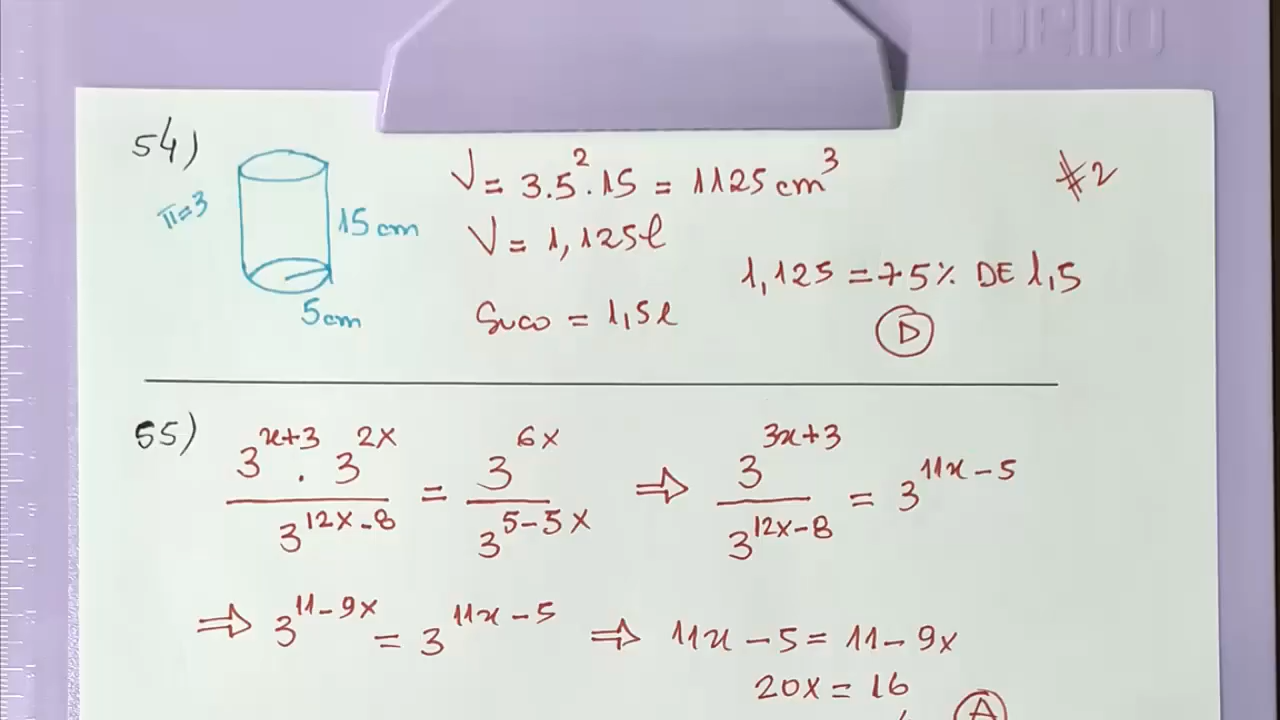 Dello
54)
π=3
15cm
5cm
V = 3.5².15 = 1125 cm³
V = 1,125l
Suco = 1,5l
1,125 = 75% DE 1,5
D
#2
55)
3^(x+3) . 3^(2x) / 3^(12x-8) = 3^(6x) / 3^(5-5x) ⇒ 3^(3x+3) / 3^(12x-8) = 3^(11x-5)
⇒ 3^(11-9x) = 3^(11x-5) ⇒ 11x - 5 = 11 - 9x
20x = 16
A